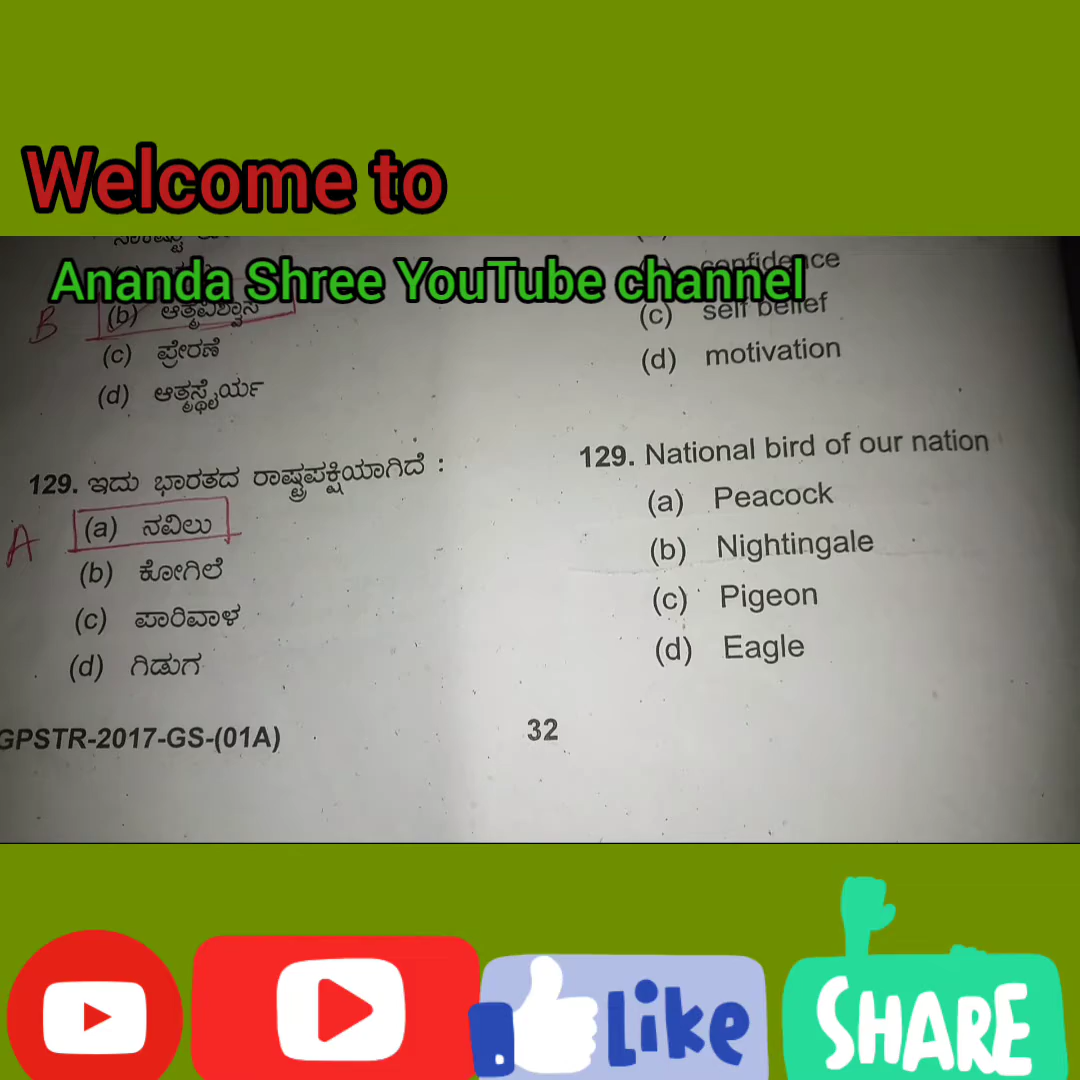 Welcome to
Ananda Shree YouTube channel
B (b) ಆತ್ಮವಿಶ್ವಾಸ
(c) ಪ್ರೇರಣೆ
(d) ಆತ್ಮಸ್ಥೈರ್ಯ
confidence
(c) self belief
(d) motivation
129. ಇದು ಭಾರತದ ರಾಷ್ಟ್ರಪಕ್ಷಿಯಾಗಿದೆ :
A (a) ನವಿಲು
(b) ಕೋಗಿಲೆ
(c) ಪಾರಿವಾಳ
(d) ಗಿಡುಗ
129. National bird of our nation
(a) Peacock
(b) Nightingale
(c) Pigeon
(d) Eagle
GPSTR-2017-GS-(01A)
32
Like
SHARE